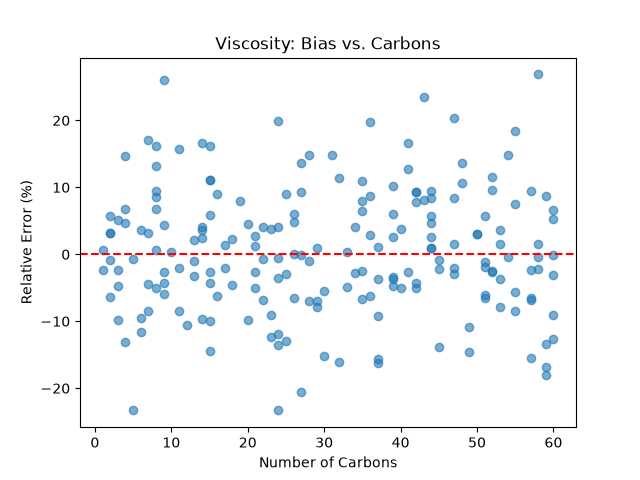 Viscosity: Bias vs. Carbons
Relative Error (%)
20
10
0
−10
−20
0 10 20 30 40 50 60
Number of Carbons